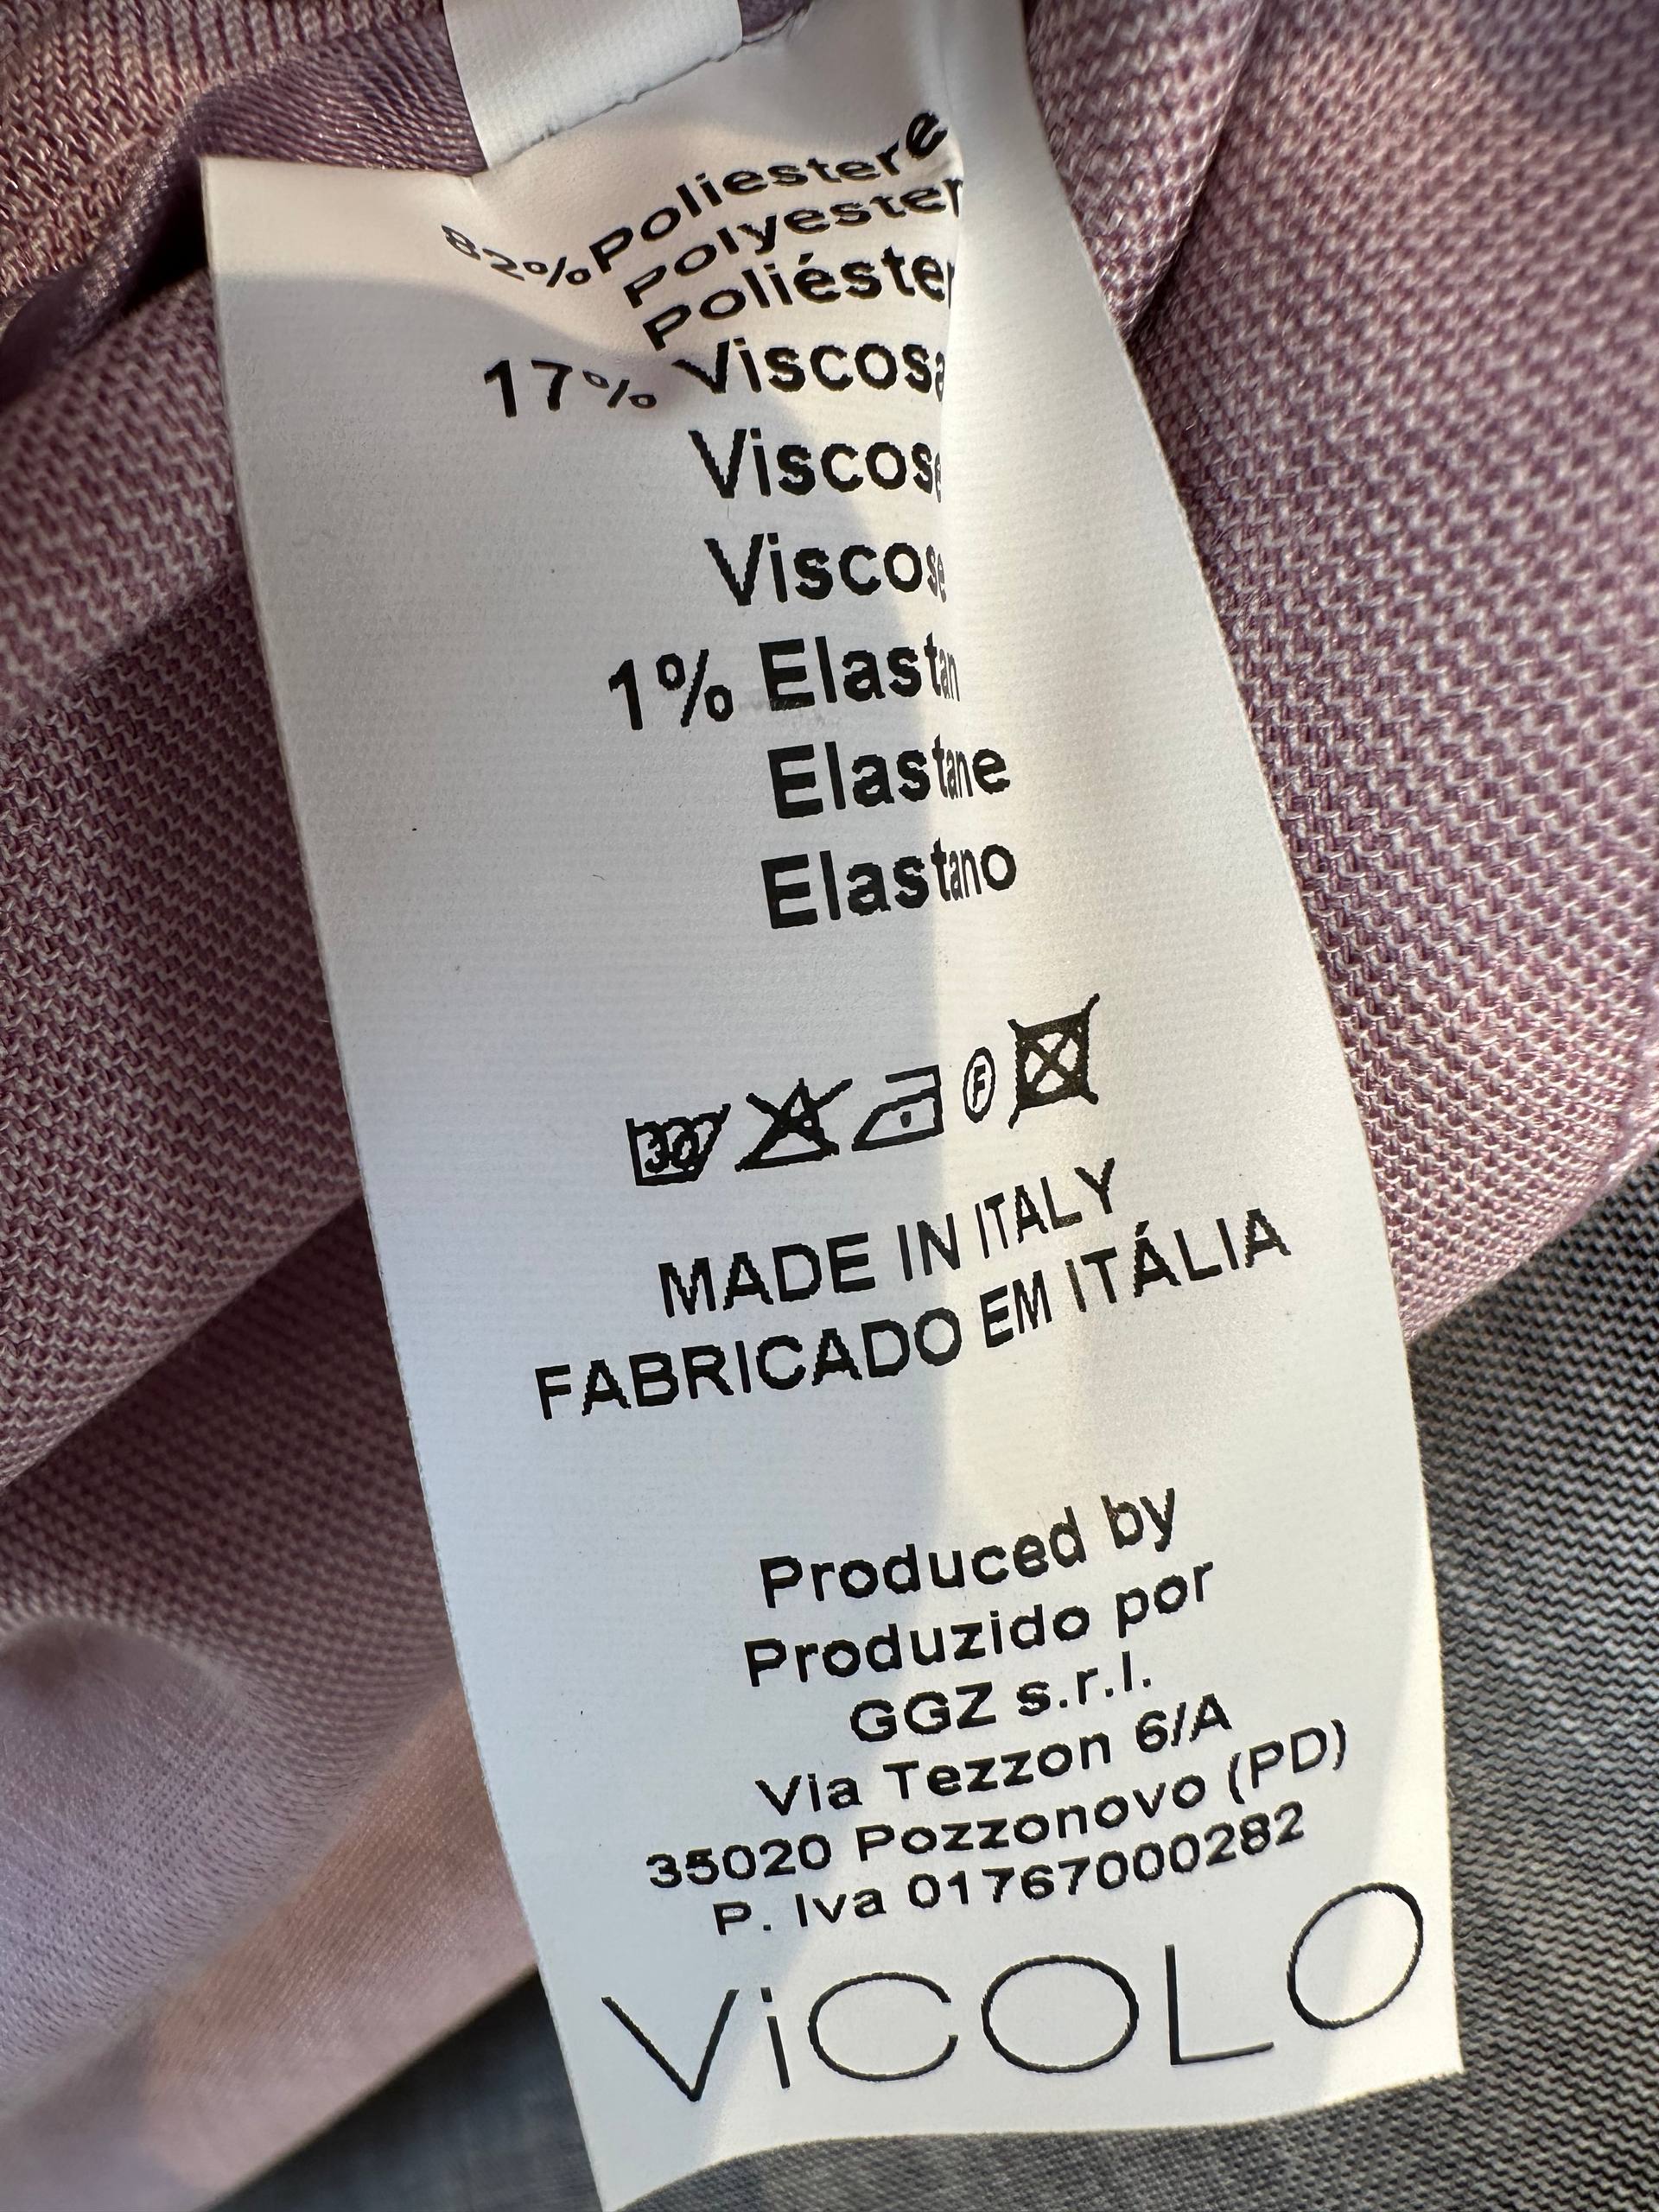 82% Poliestere
Polyester
Poliéster
17% Viscosa
Viscose
Viscose
1% Elastan
Elastane
Elastano
30 F
MADE IN ITALY
FABRICADO EM ITÁLIA
Produced by
Produzido por
GGZ s.r.l.
Via Tezzon 6/A
35020 Pozzonovo (PD)
P. Iva 01767000282
ViCOLO